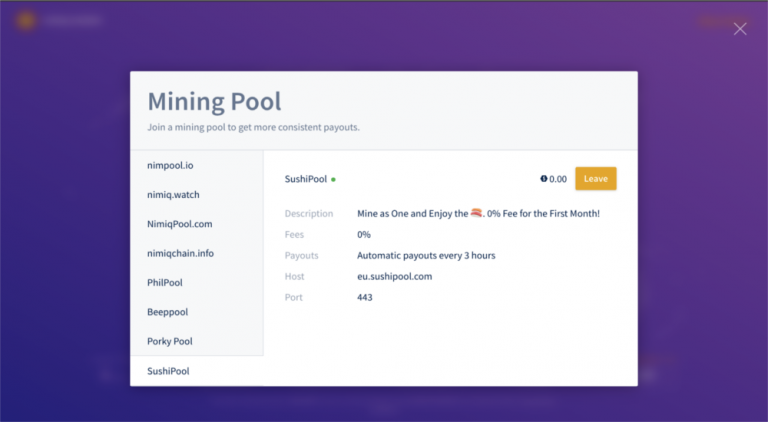 Mining Pool
Join a mining pool to get more consistent payouts.
nimpool.io
nimiq.watch
NimiqPool.com
nimiqchain.info
PhilPool
Beeppool
Porky Pool
SushiPool
SushiPool
0.00
Leave
Description
Mine as One and Enjoy the 🍣. 0% Fee for the First Month!
Fees
0%
Payouts
Automatic payouts every 3 hours
Host
eu.sushipool.com
Port
443